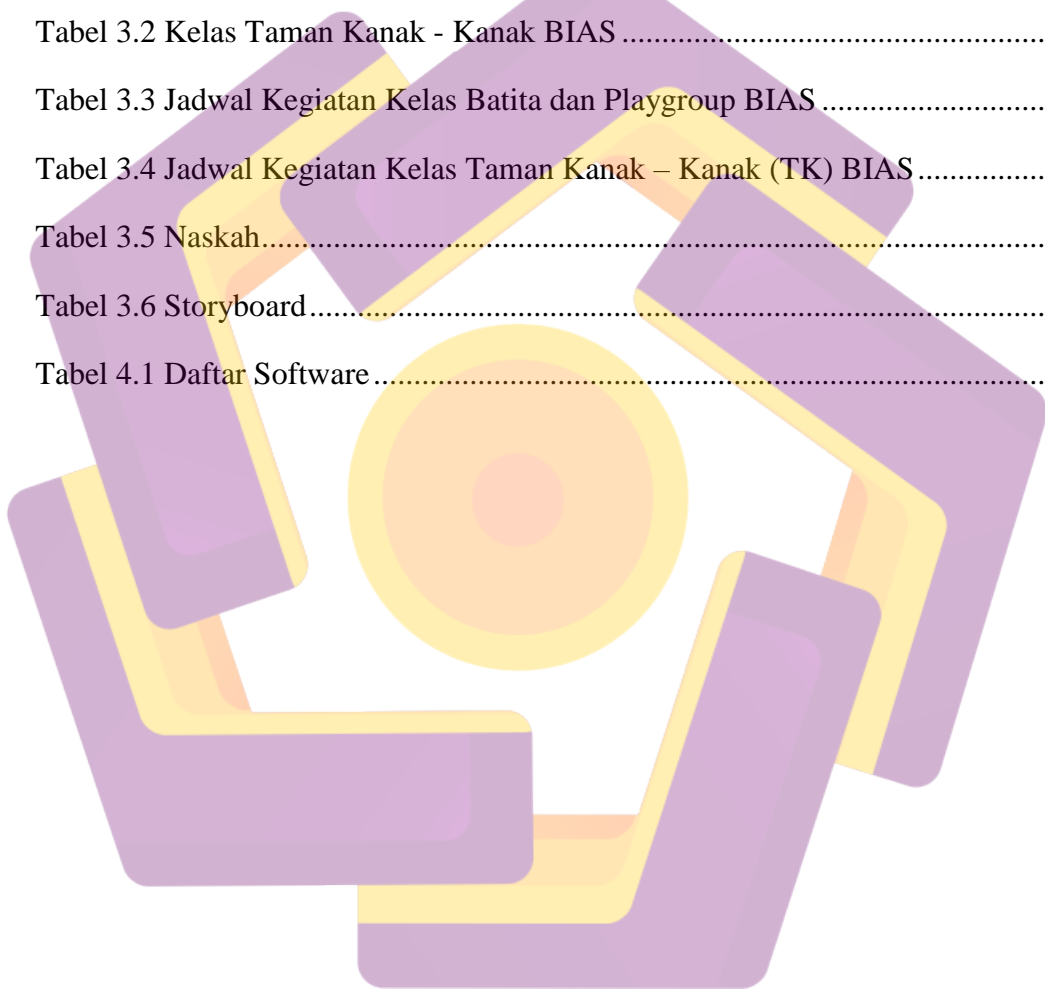 Tabel 3.2 Kelas Taman Kanak - Kanak BIAS .....................................................
Tabel 3.3 Jadwal Kegiatan Kelas Batita dan Playgroup BIAS ............................
Tabel 3.4 Jadwal Kegiatan Kelas Taman Kanak – Kanak (TK) BIAS ................
Tabel 3.5 Naskah..................................................................................................
Tabel 3.6 Storyboard............................................................................................
Tabel 4.1 Daftar Software ....................................................................................